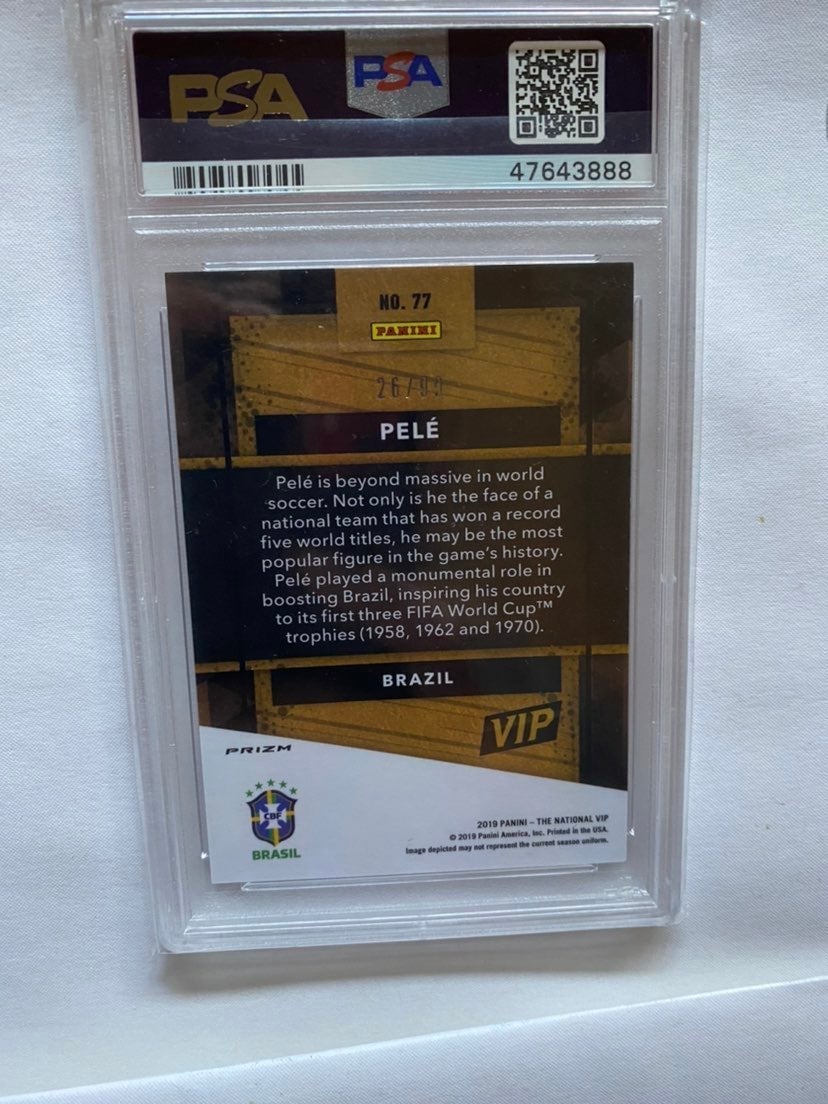 PSA
PSA
47643888
NO. 77
PANINI
PELÉ
Pelé is beyond massive in world
soccer. Not only is he the face of a
national team that has won a record
five world titles, he may be the most
popular figure in the game's history.
Pelé played a monumental role in
boosting Brazil, inspiring his country
to its first three FIFA World Cup™
trophies (1958, 1962 and 1970).
BRAZIL
VIP
PRIZM
CBF
BRASIL
2019 PANINI – THE NATIONAL VIP
© 2019 Panini America, Inc. Printed in the USA.
Image depicted may not represent the current season uniform.